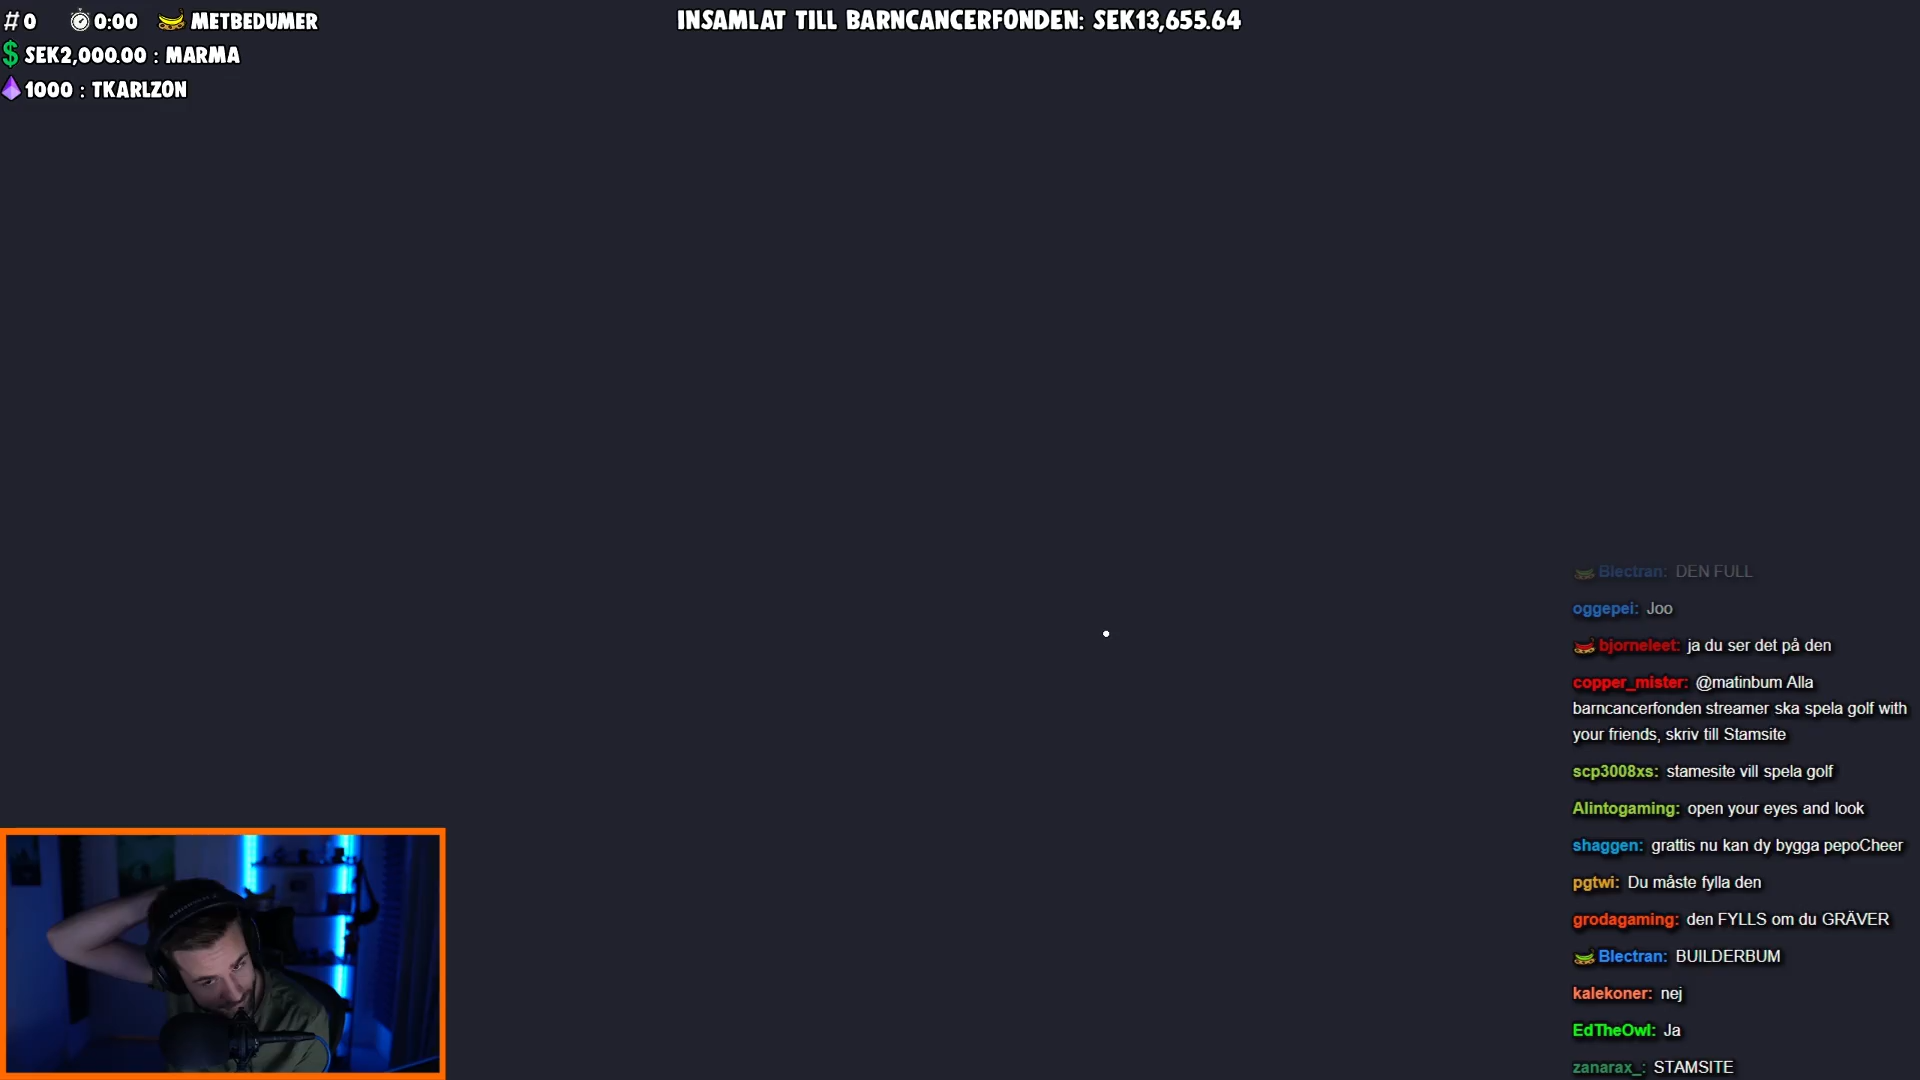 #0 0:00 METBEDUMER
INSAMLAT TILL BARNCANCERFONDEN: SEK13,655.64
$ SEK2,000.00 : MARMA
1000 : TKARLZON
Blectran: DEN FULL
oggepei: Joo
bjorneleet: ja du ser det på den
copper_mister: @matinbum Alla
barncancerfonden streamer ska spela golf with
your friends, skriv till Stamsite
scp3008xs: stamesite vill spela golf
Alintogaming: open your eyes and look
shaggen: grattis nu kan dy bygga pepoCheer
pgtwi: Du måste fylla den
grodagaming: den FYLLS om du GRÄVER
Blectran: BUILDERBUM
kalekoner: nej
EdTheOwl: Ja
zanarax_: STAMSITE